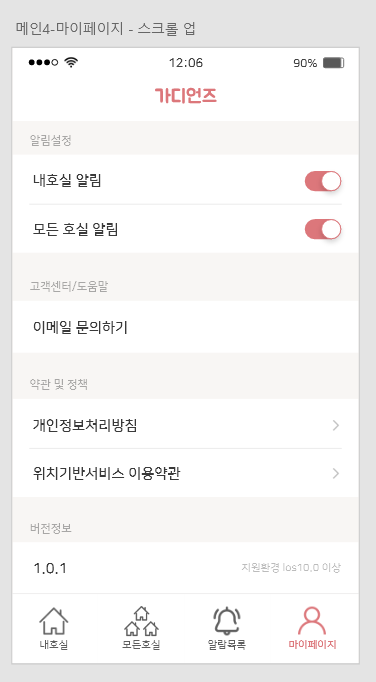 메인4-마이페이지 - 스크롤 업
12:06
90%
가디언즈
알림설정
내호실 알림
모든 호실 알림
고객센터/도움말
이메일 문의하기
약관 및 정책
개인정보처리방침
위치기반서비스 이용약관
버전정보
1.0.1
지원환경 ios10.0 이상
내호실
모든호실
알람목록
마이페이지